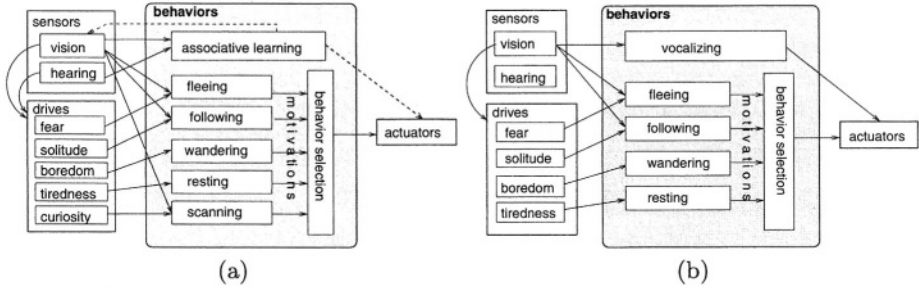 sensors
vision
hearing
drives
fear
solitude
boredom
tiredness
curiosity
behaviors
associative learning
fleeing
following
wandering
resting
scanning
motivations
behavior selection
actuators
(a)
sensors
vision
hearing
drives
fear
solitude
boredom
tiredness
behaviors
vocalizing
fleeing
following
wandering
resting
motivations
behavior selection
actuators
(b)